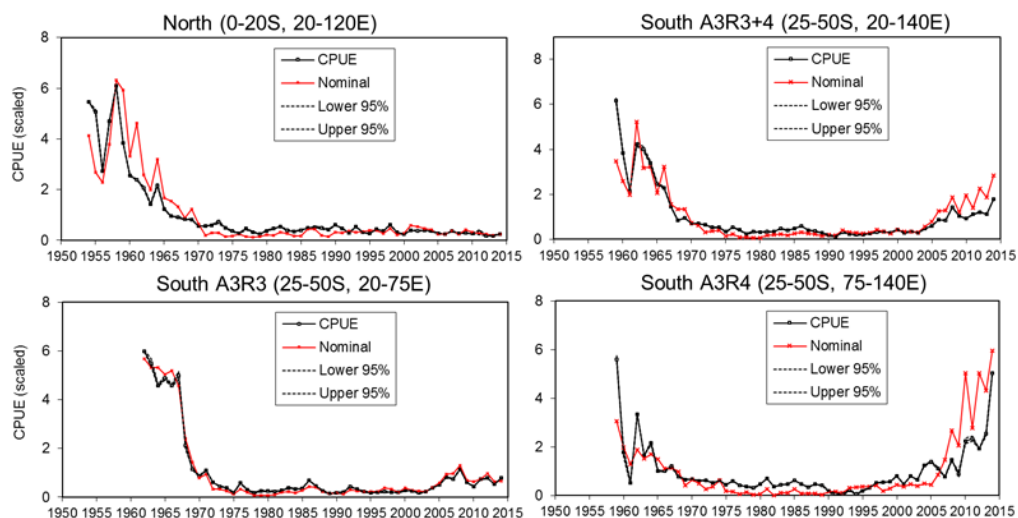 North (0-20S, 20-120E)
8
6
4
2
0
CPUE (scaled)
CPUE
Nominal
Lower 95%
Upper 95%
1950 1955 1960 1965 1970 1975 1980 1985 1990 1995 2000 2005 2010 2015
South A3R3+4 (25-50S, 20-140E)
8
6
4
2
0
CPUE
Nominal
Lower 95%
Upper 95%
1950 1955 1960 1965 1970 1975 1980 1985 1990 1995 2000 2005 2010 2015
South A3R3 (25-50S, 20-75E)
8
6
4
2
0
CPUE (scaled)
CPUE
Nominal
Lower 95%
Upper 95%
1950 1955 1960 1965 1970 1975 1980 1985 1990 1995 2000 2005 2010 2015
South A3R4 (25-50S, 75-140E)
8
6
4
2
0
CPUE
Nominal
Lower 95%
Upper 95%
1950 1955 1960 1965 1970 1975 1980 1985 1990 1995 2000 2005 2010 2015